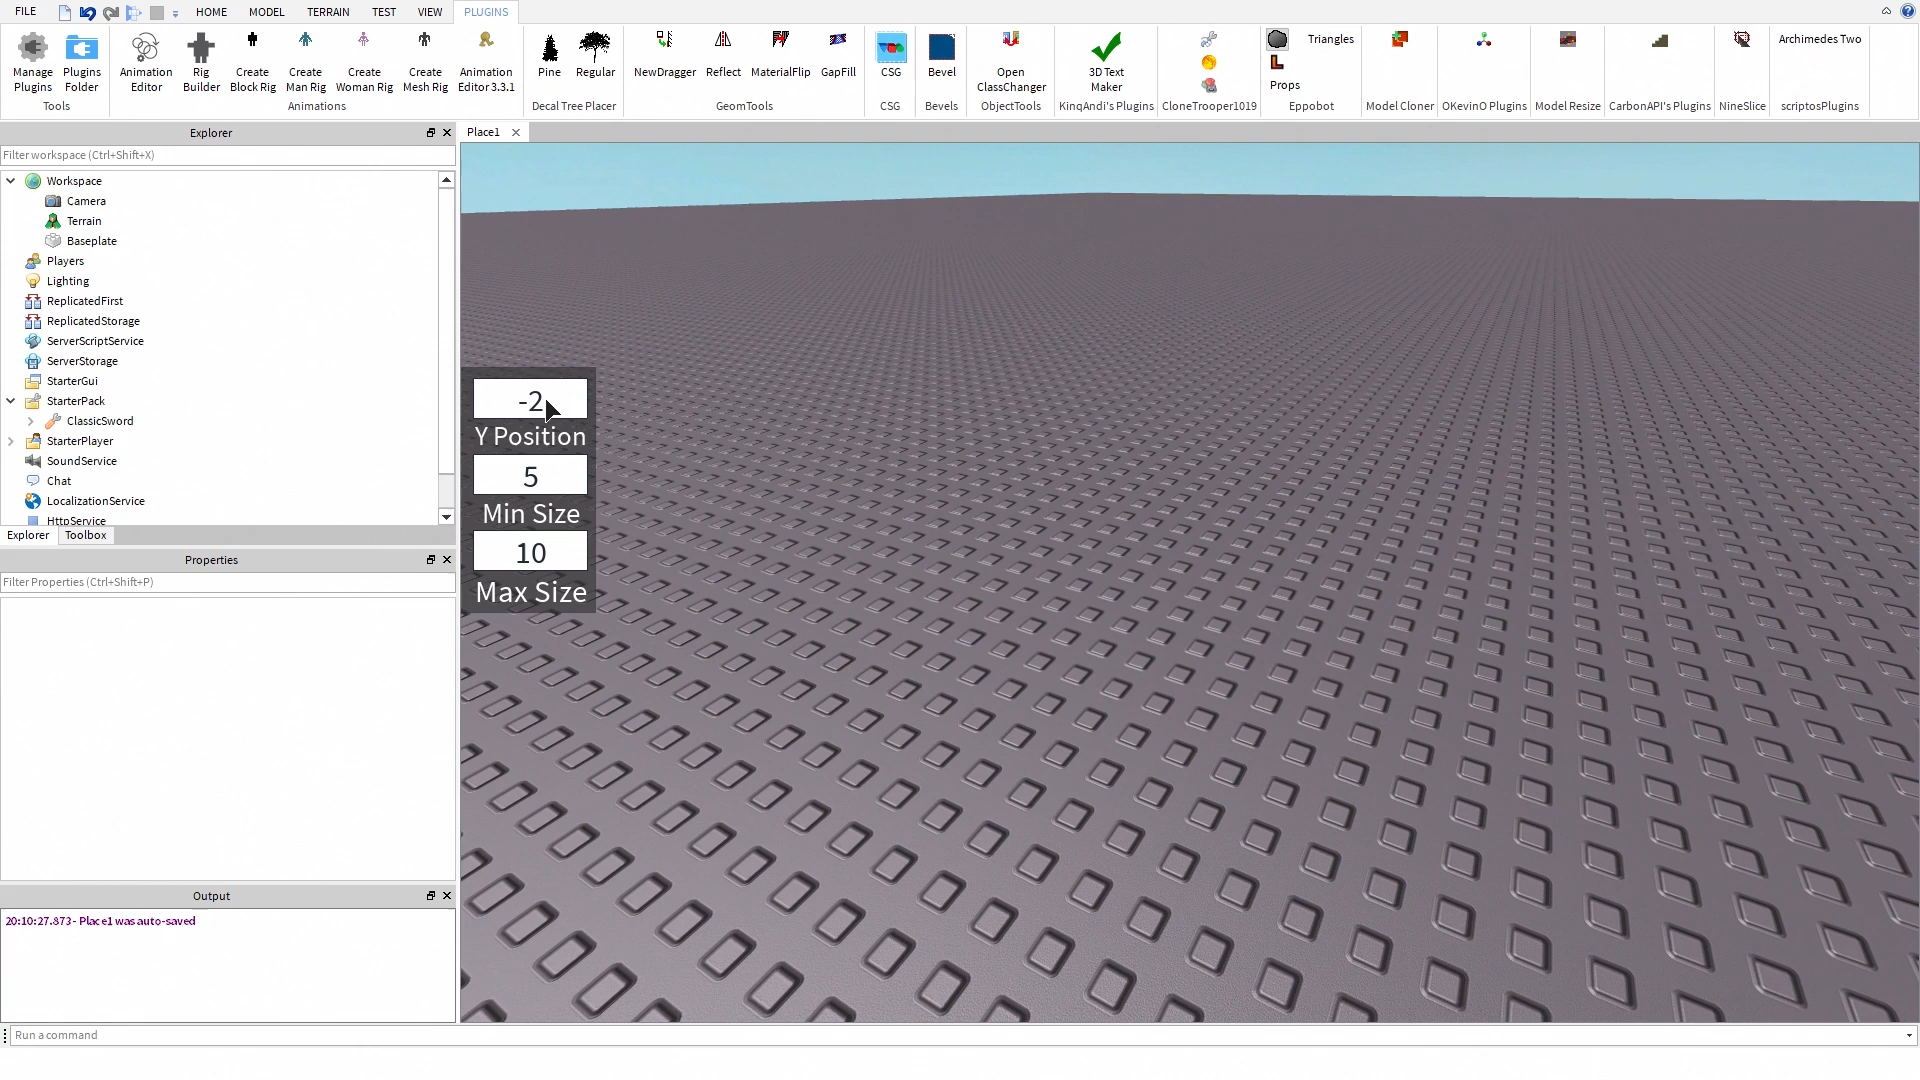 FILE HOME MODEL TERRAIN TEST VIEW PLUGINS
Manage Plugins
Plugins Folder
Tools
Animation Editor
Rig Builder
Create Block Rig
Create Man Rig
Create Woman Rig
Create Mesh Rig
Animation Editor 3.3.1
Animations
Pine
Regular
Decal Tree Placer
NewDragger
Reflect
MaterialFlip
GapFill
GeomTools
CSG
CSG
Bevel
Bevels
Open ClassChanger
ObjectTools
3D Text Maker
KinqAndi's Plugins
CloneTrooper1019
Triangles
Props
Eppobot
Model Cloner
OKevinO Plugins
Model Resize
CarbonAPI's Plugins
NineSlice
Archimedes Two
scriptosPlugins
Explorer
Filter workspace (Ctrl+Shift+X)
Workspace
Camera
Terrain
Baseplate
Players
Lighting
ReplicatedFirst
ReplicatedStorage
ServerScriptService
ServerStorage
StarterGui
StarterPack
ClassicSword
StarterPlayer
SoundService
Chat
LocalizationService
HttpService
Explorer Toolbox
Properties
Filter Properties (Ctrl+Shift+P)
Output
20:10:27.873 - Place1 was auto-saved
Place1
-2
Y Position
5
Min Size
10
Max Size
Run a command